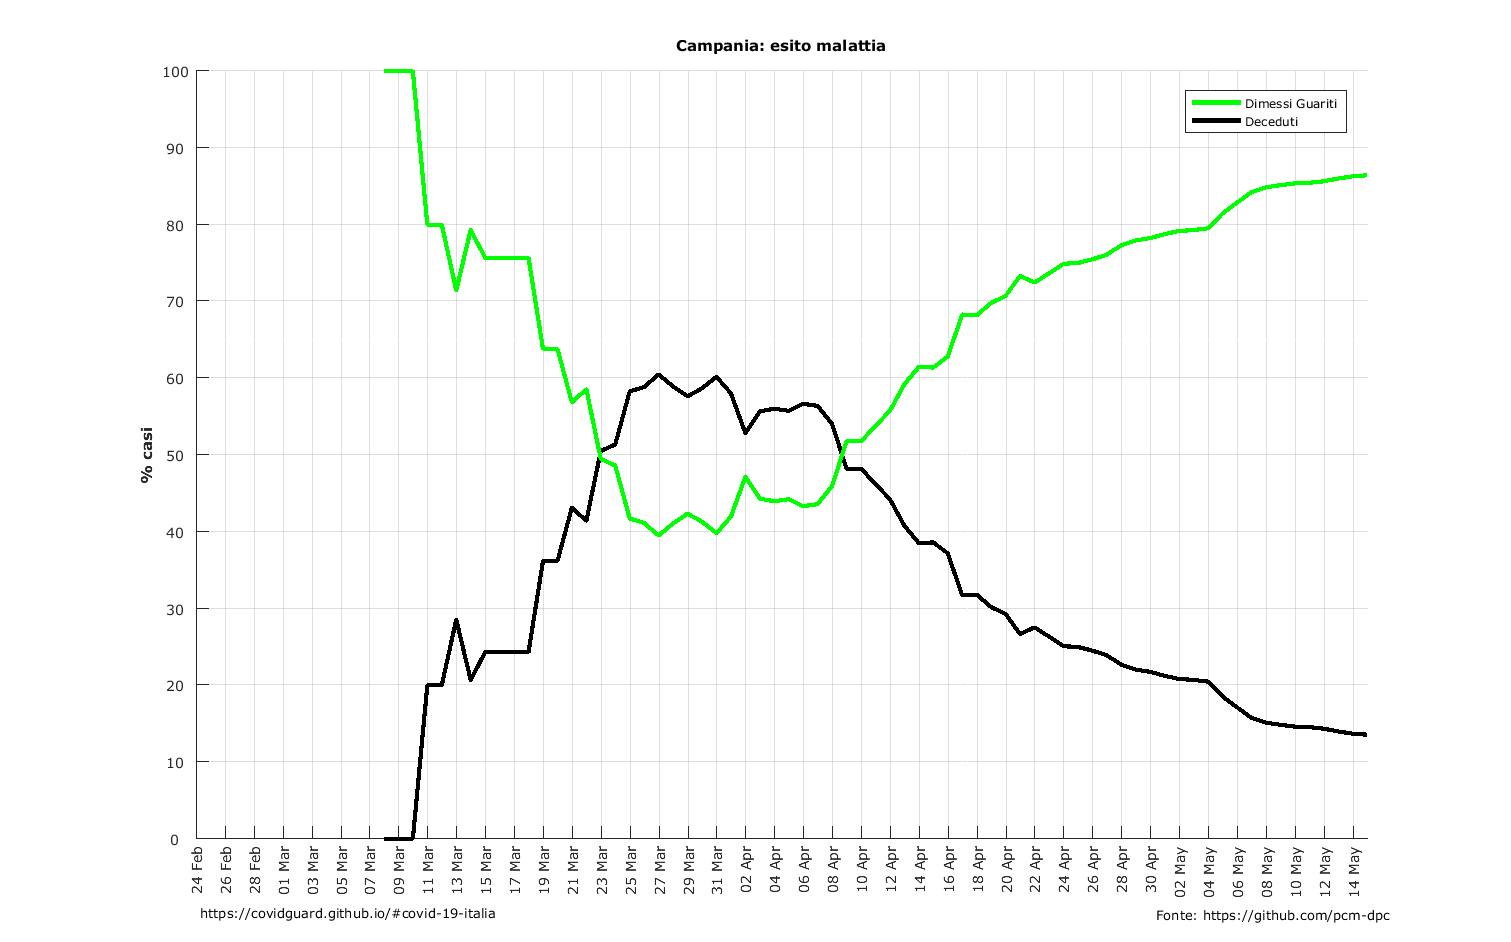 Campania: esito malattia
Dimessi Guariti
Deceduti
% casi
100
90
80
70
60
50
40
30
20
10
0
24 Feb
26 Feb
28 Feb
01 Mar
03 Mar
05 Mar
07 Mar
09 Mar
11 Mar
13 Mar
15 Mar
17 Mar
19 Mar
21 Mar
23 Mar
25 Mar
27 Mar
29 Mar
31 Mar
02 Apr
04 Apr
06 Apr
08 Apr
10 Apr
12 Apr
14 Apr
16 Apr
18 Apr
20 Apr
22 Apr
24 Apr
26 Apr
28 Apr
30 Apr
02 May
04 May
06 May
08 May
10 May
12 May
14 May
https://covidguard.github.io/#covid-19-italia
Fonte: https://github.com/pcm-dpc